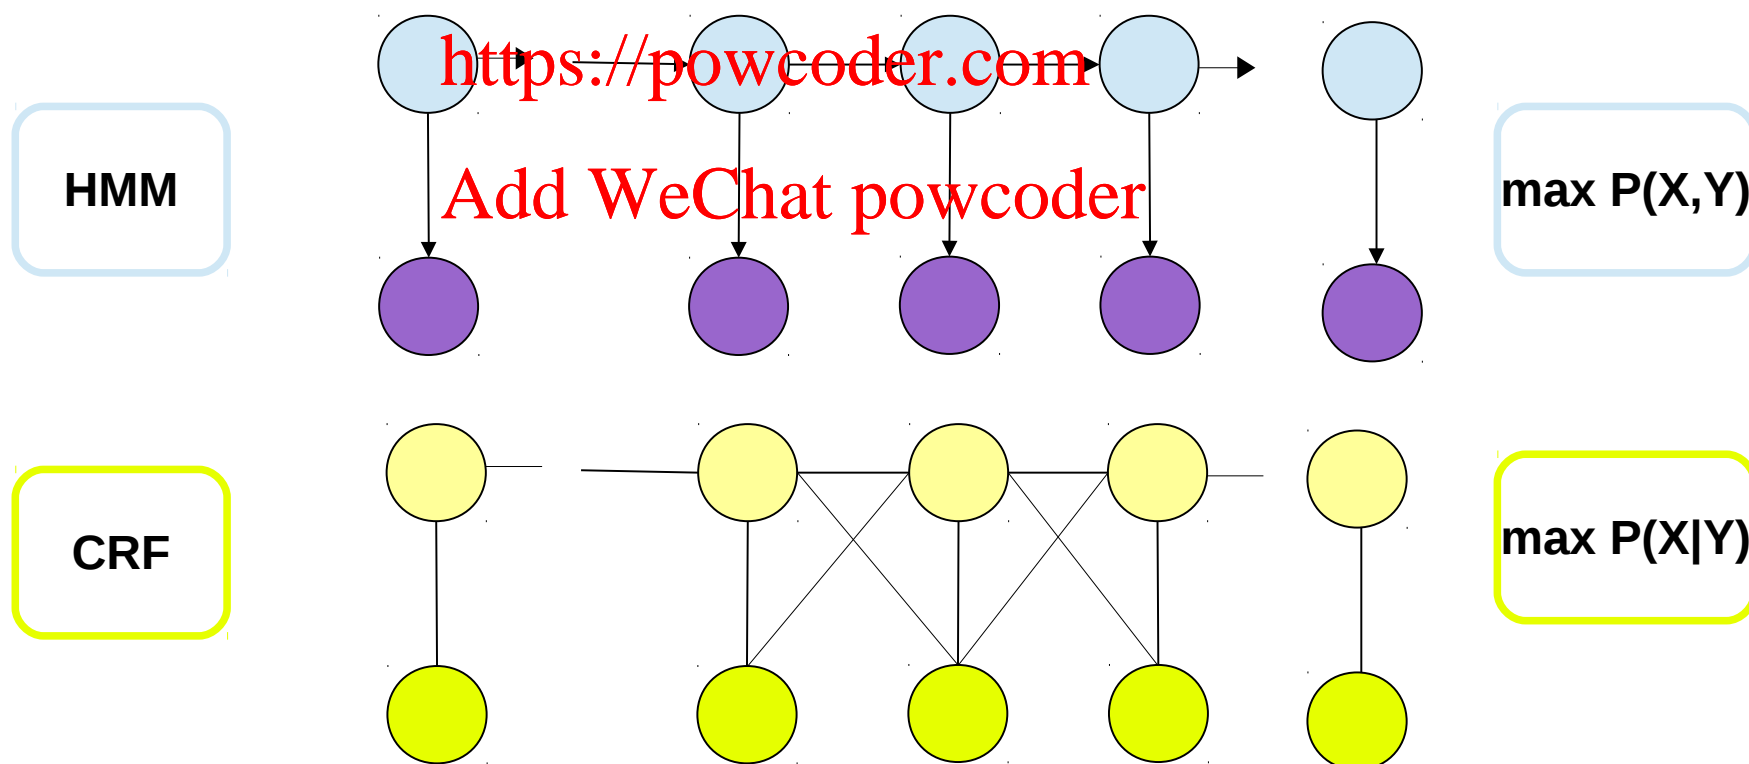 https://powcoder.com
HMM
max P(X,Y)
Add WeChat powcoder
CRF
max P(X|Y)